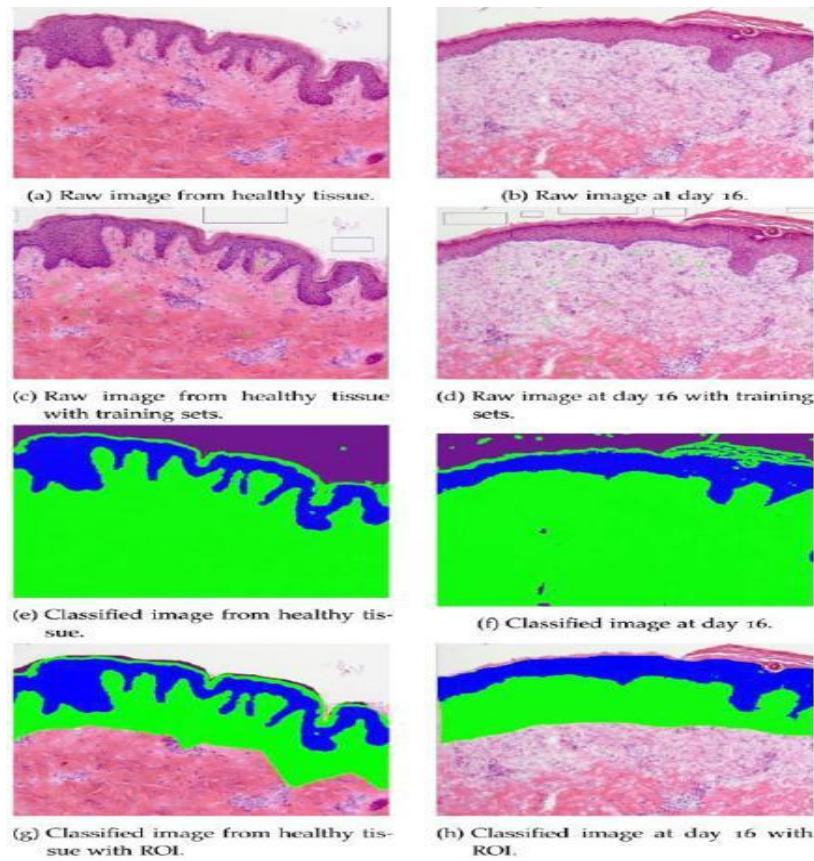 (a) Raw image from healthy tissue.
(b) Raw image at day 16.
(c) Raw image from healthy tissue
with training sets.
(d) Raw image at day 16 with training
sets.
(e) Classified image from healthy tis-
sue.
(f) Classified image at day 16.
(g) Classified image from healthy tis-
sue with ROI.
(h) Classified image at day 16 with
ROI.